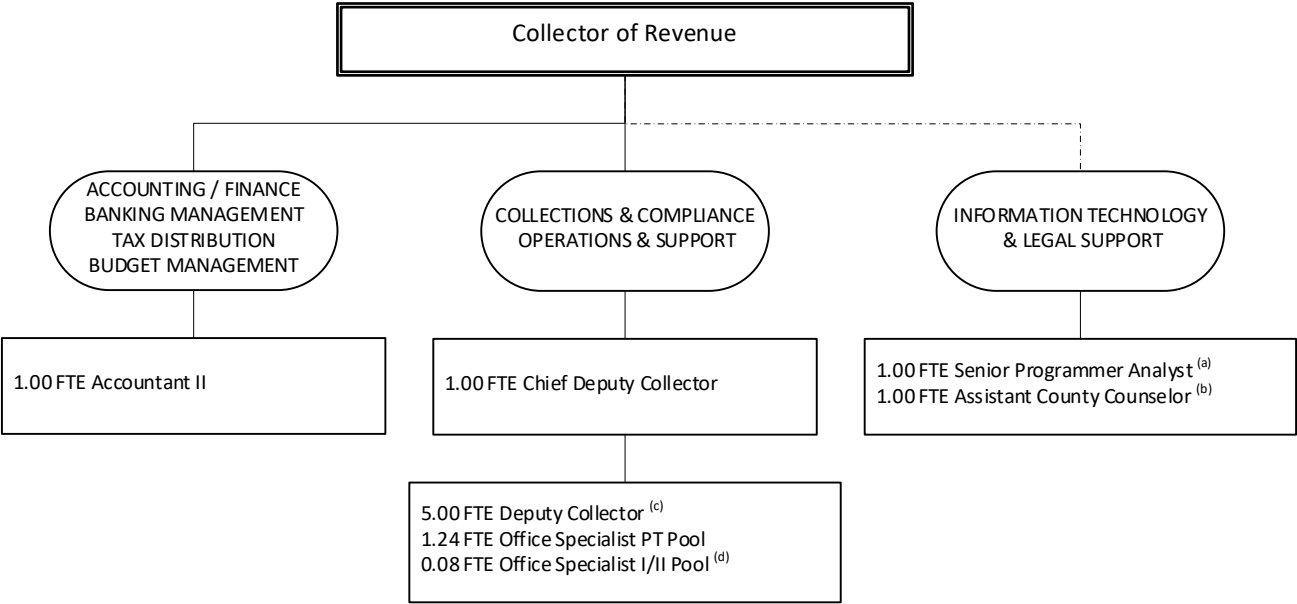 Collector of Revenue
ACCOUNTING / FINANCE
BANKING MANAGEMENT
TAX DISTRIBUTION
BUDGET MANAGEMENT
COLLECTIONS & COMPLIANCE
OPERATIONS & SUPPORT
INFORMATION TECHNOLOGY
& LEGAL SUPPORT
1.00 FTE Accountant II
1.00 FTE Chief Deputy Collector
1.00 FTE Senior Programmer Analyst (a)
1.00 FTE Assistant County Counselor (b)
5.00 FTE Deputy Collector (c)
1.24 FTE Office Specialist PT Pool
0.08 FTE Office Specialist I/II Pool (d)